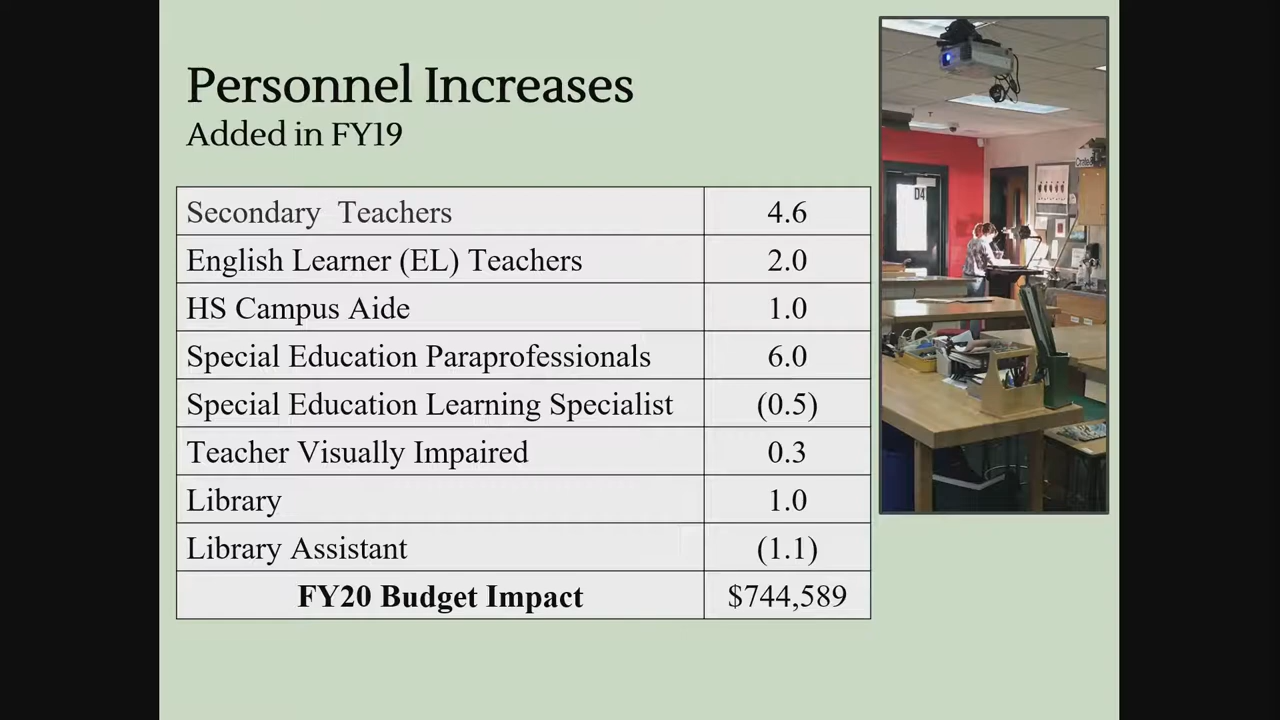 Personnel Increases
Added in FY19
Secondary Teachers 4.6
English Learner (EL) Teachers 2.0
HS Campus Aide 1.0
Special Education Paraprofessionals 6.0
Special Education Learning Specialist (0.5)
Teacher Visually Impaired 0.3
Library 1.0
Library Assistant (1.1)
FY20 Budget Impact $744,589